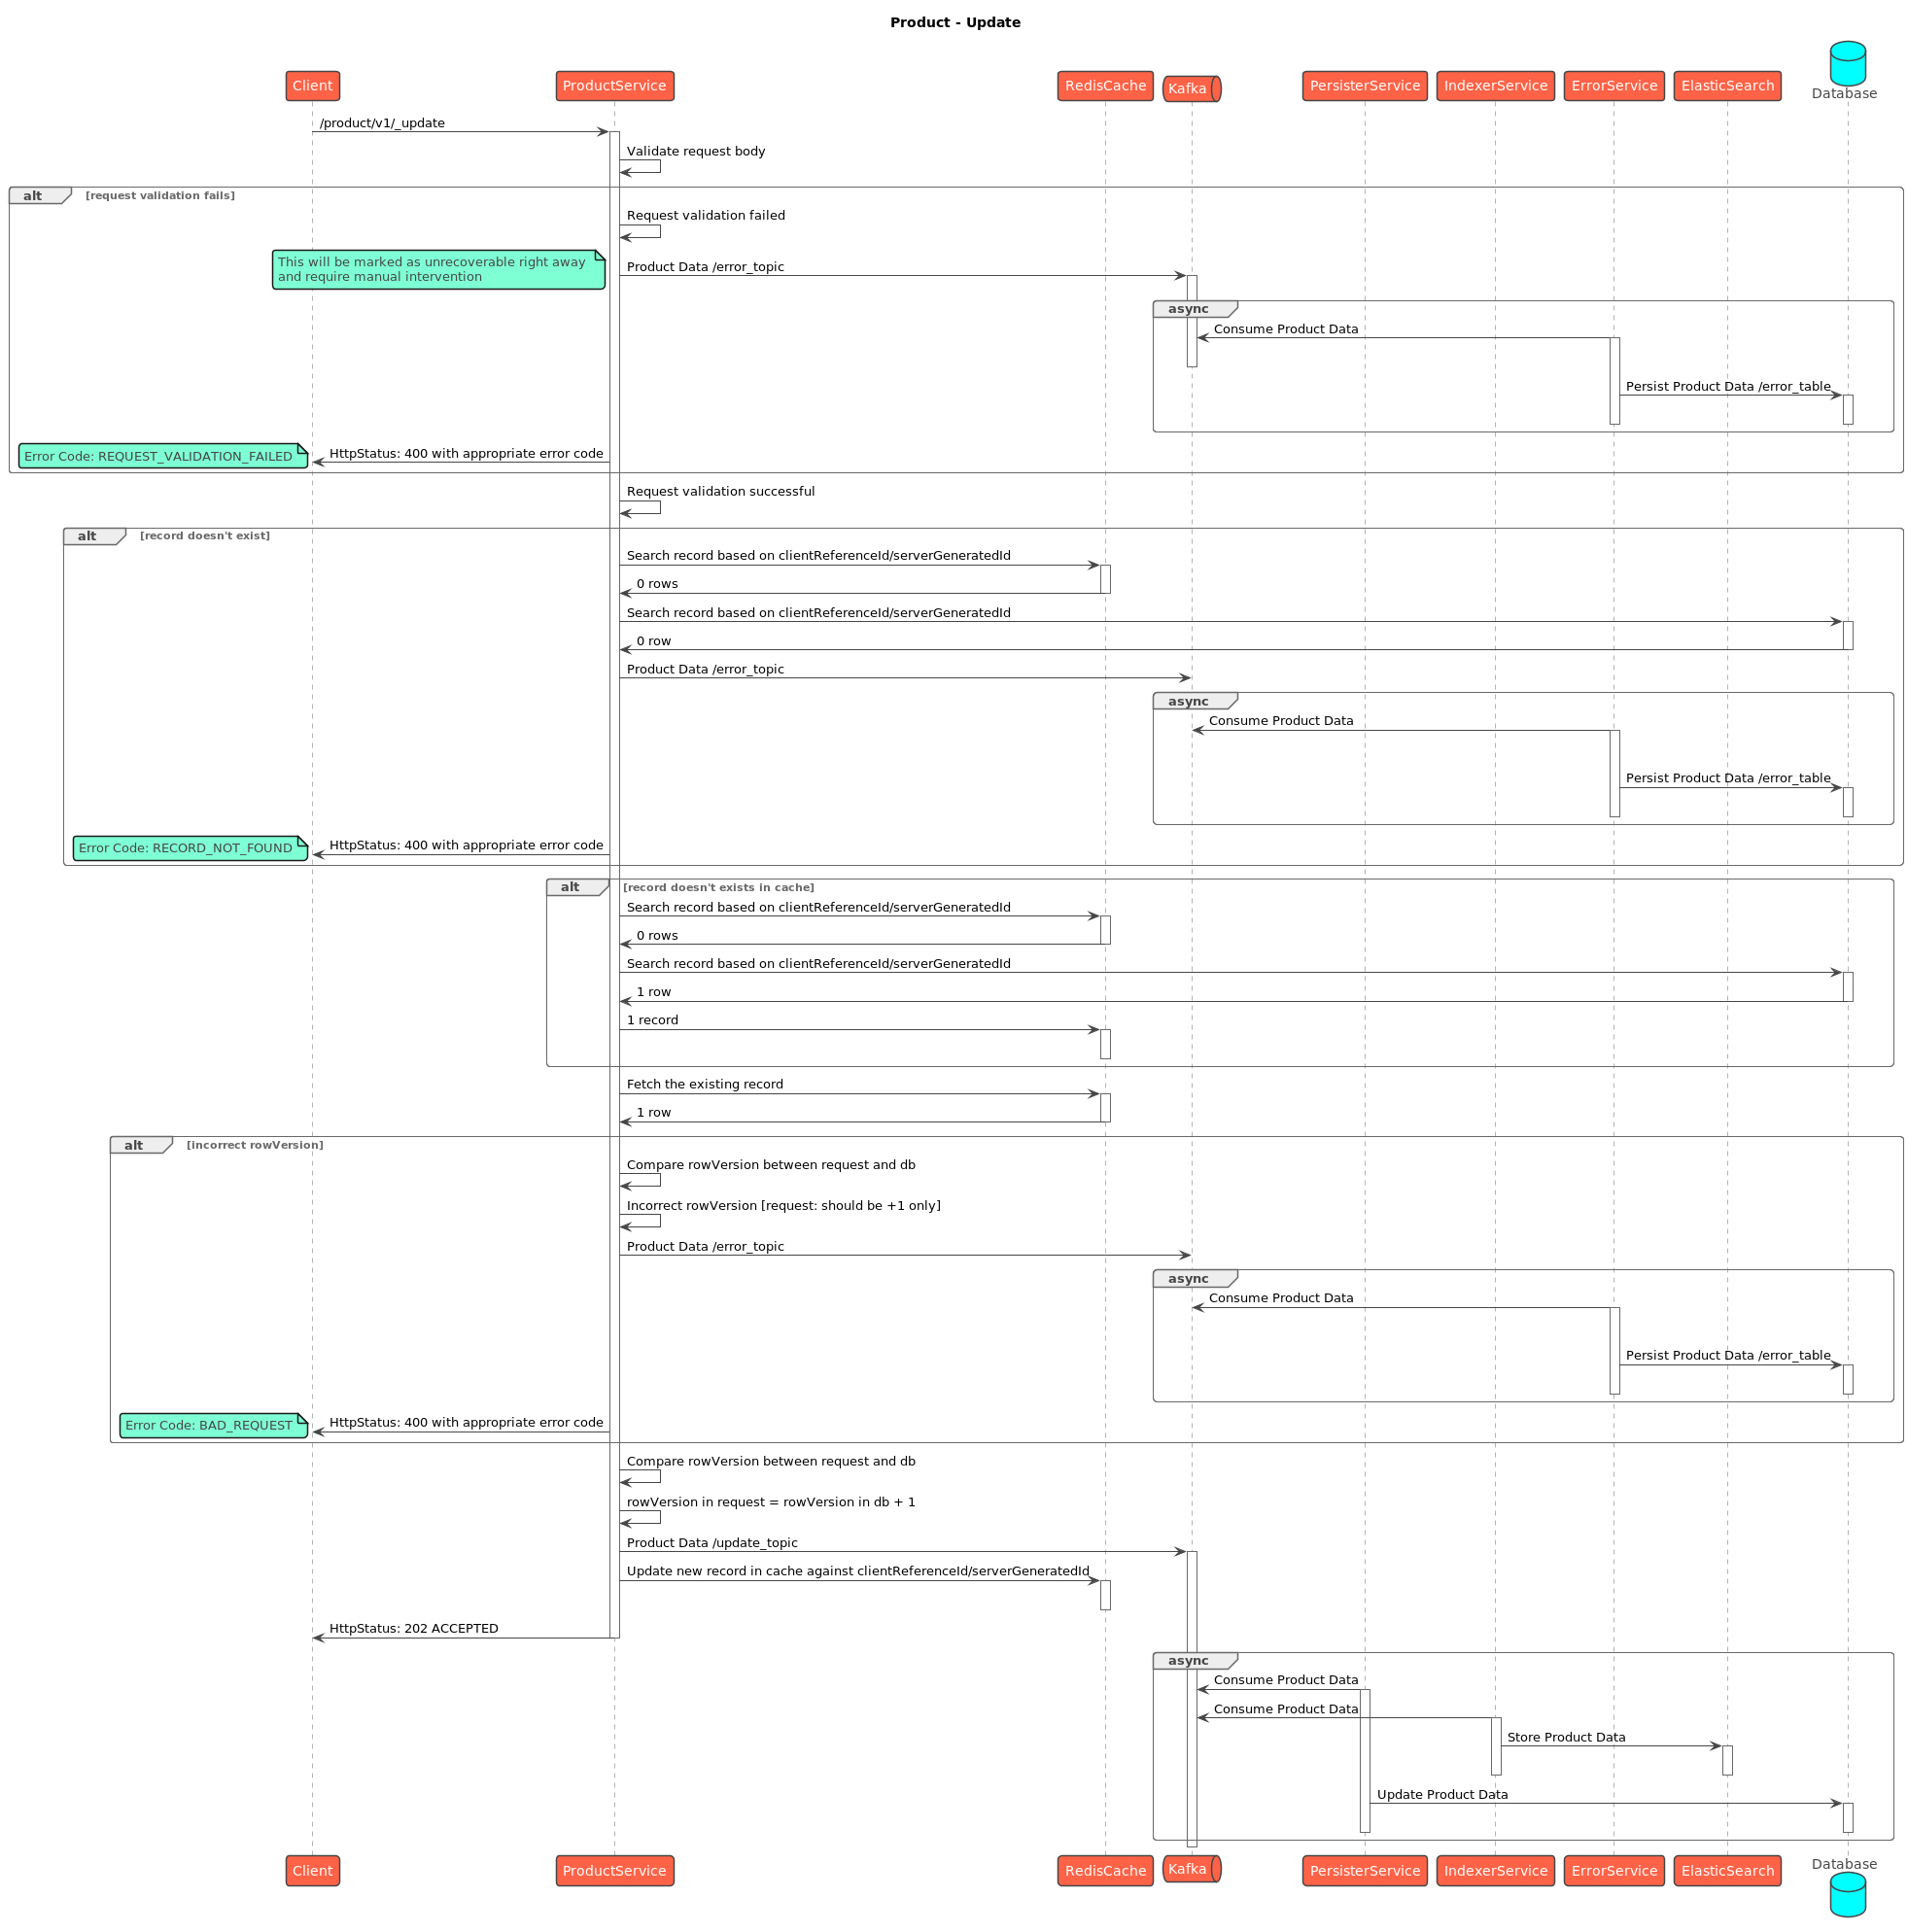 Product - Update
Client
ProductService
RedisCache
Kafka
PersisterService
IndexerService
ErrorService
ElasticSearch
Database
/product/v1/_update
Validate request body
alt
[request validation fails]
Request validation failed
This will be marked as unrecoverable right away
and require manual intervention
Product Data /error_topic
async
Consume Product Data
Persist Product Data /error_table
Error Code: REQUEST_VALIDATION_FAILED
HttpStatus: 400 with appropriate error code
Request validation successful
alt
[record doesn't exist]
Search record based on clientReferenceId/serverGeneratedId
0 rows
Search record based on clientReferenceId/serverGeneratedId
0 row
Product Data /error_topic
async
Consume Product Data
Persist Product Data /error_table
Error Code: RECORD_NOT_FOUND
HttpStatus: 400 with appropriate error code
alt
[record doesn't exists in cache]
Search record based on clientReferenceId/serverGeneratedId
0 rows
Search record based on clientReferenceId/serverGeneratedId
1 row
1 record
Fetch the existing record
1 row
alt
[incorrect rowVersion]
Compare rowVersion between request and db
Incorrect rowVersion [request: should be +1 only]
Product Data /error_topic
async
Consume Product Data
Persist Product Data /error_table
Error Code: BAD_REQUEST
HttpStatus: 400 with appropriate error code
Compare rowVersion between request and db
rowVersion in request = rowVersion in db + 1
Product Data /update_topic
Update new record in cache against clientReferenceId/serverGeneratedId
HttpStatus: 202 ACCEPTED
async
Consume Product Data
Consume Product Data
Store Product Data
Update Product Data
Client
ProductService
RedisCache
Kafka
PersisterService
IndexerService
ErrorService
ElasticSearch
Database